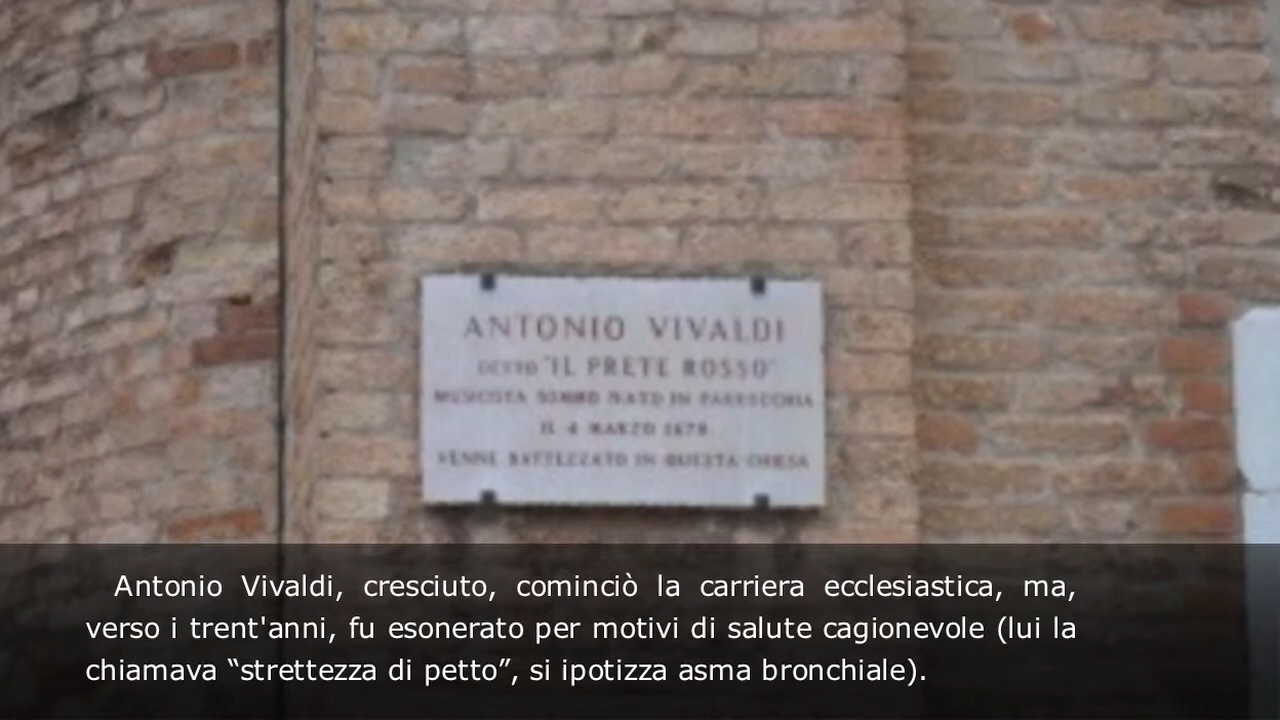 ANTONIO VIVALDI
DETTO "IL PRETE ROSSO"
MUSICISTA SOMMO NATO IN PARROCCHIA
IL 4 MARZO 1678
VENNE BATTEZZATO IN QUESTA CHIESA
Antonio Vivaldi, cresciuto, cominciò la carriera ecclesiastica, ma,
verso i trent'anni, fu esonerato per motivi di salute cagionevole (lui la
chiamava “strettezza di petto”, si ipotizza asma bronchiale).